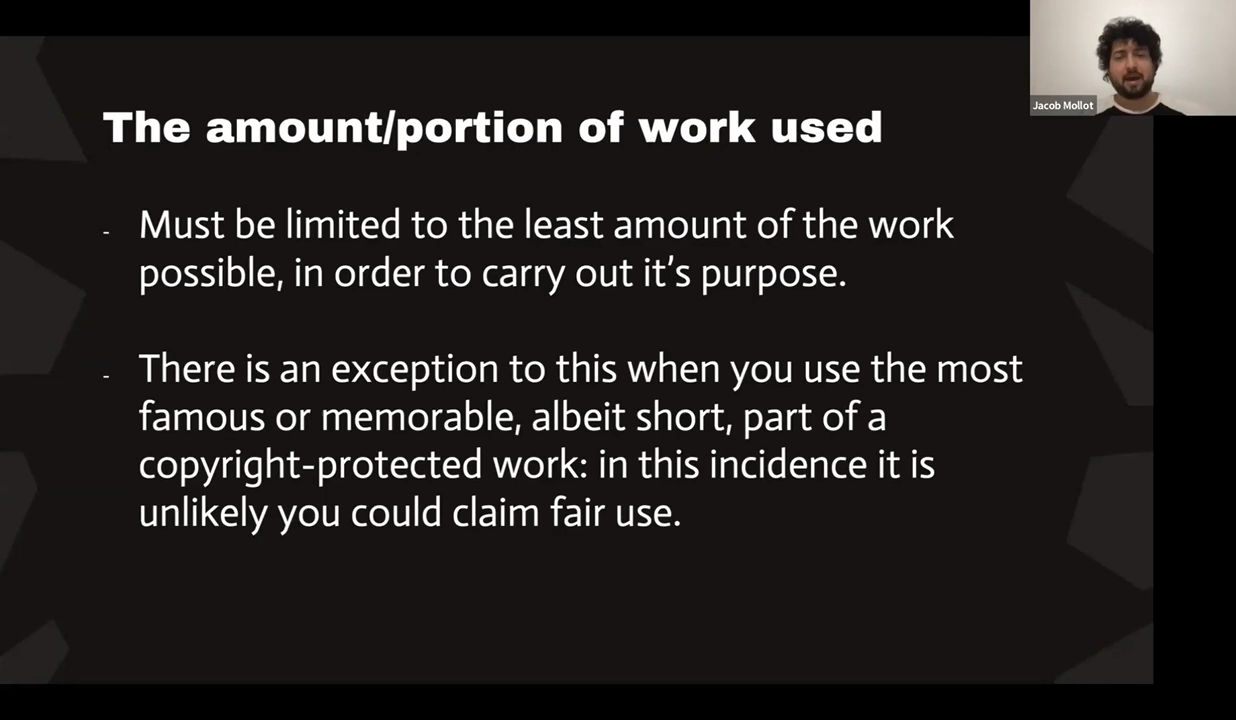 Jacob Mollot
The amount/portion of work used
- Must be limited to the least amount of the work
possible, in order to carry out it’s purpose.
- There is an exception to this when you use the most
famous or memorable, albeit short, part of a
copyright-protected work: in this incidence it is
unlikely you could claim fair use.